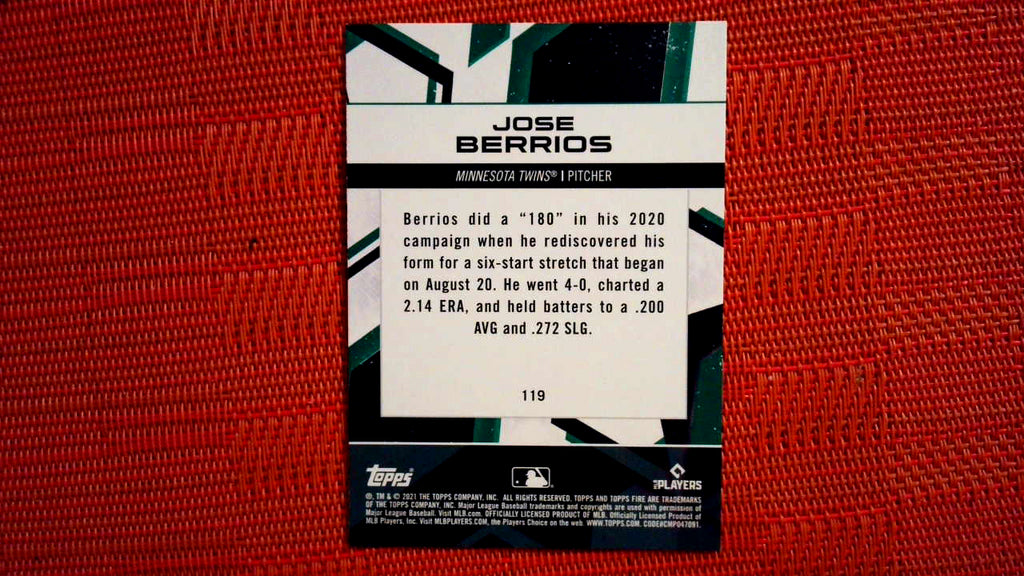 JOSE
BERRIOS
MINNESOTA TWINS® | PITCHER
Berrios did a “180” in his 2020
campaign when he rediscovered his
form for a six-start stretch that began
on August 20. He went 4-0, charted a
2.14 ERA, and held batters to a .200
AVG and .272 SLG.
119
Topps®
PLAYERS
®, TM & © 2021 THE TOPPS COMPANY, INC. ALL RIGHTS RESERVED. TOPPS AND TOPPS FIRE ARE TRADEMARKS
OF THE TOPPS COMPANY, INC. Major League Baseball trademarks and copyrights are used with permission of
Major League Baseball. Visit MLB.com. OFFICIALLY LICENSED PRODUCT OF MLB. Officially Licensed Product of
MLB Players, Inc. Visit MLBPLAYERS.COM, the Players Choice on the web. WWW.TOPPS.COM. CODE#CMP047091.